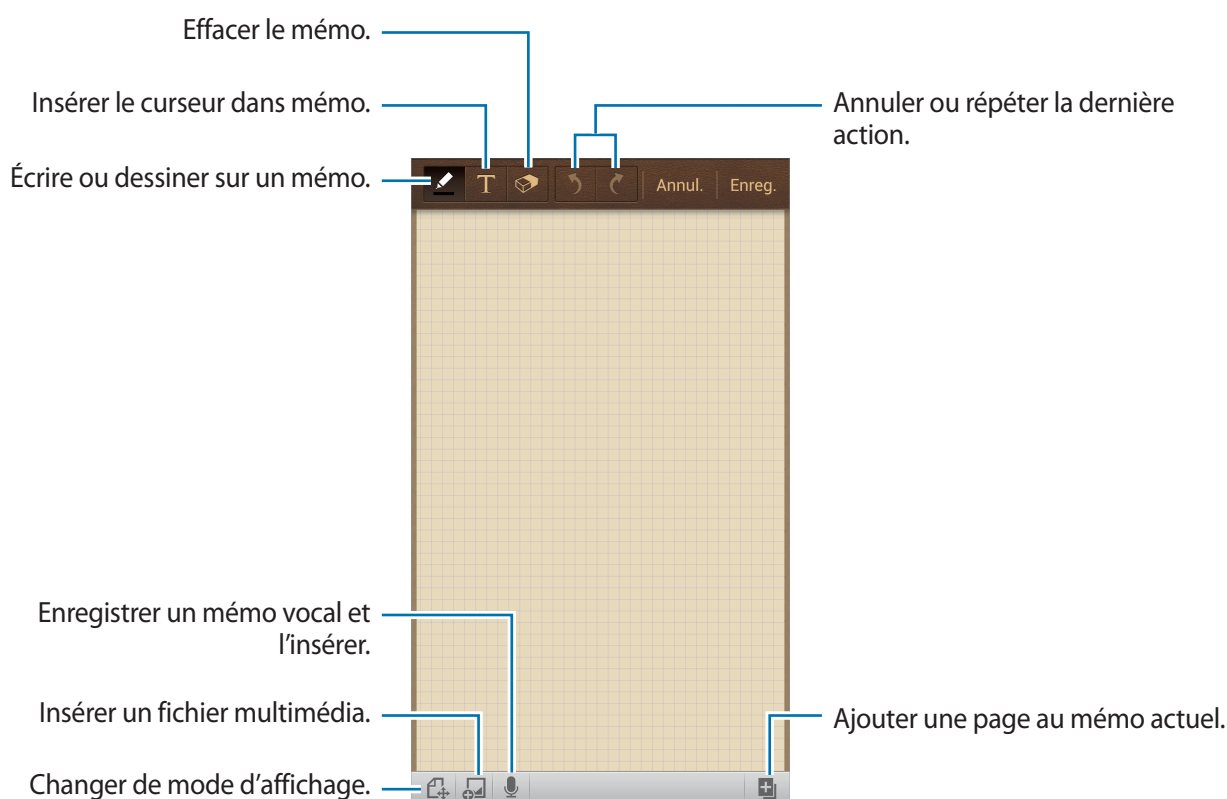 Effacer le mémo.
Insérer le curseur dans mémo.
Annuler ou répéter la dernière
action.
Écrire ou dessiner sur un mémo.
T
Annul.
Enreg.
Enregistrer un mémo vocal et
l'insérer.
Insérer un fichier multimédia.
Ajouter une page au mémo actuel.
Changer de mode d'affichage.